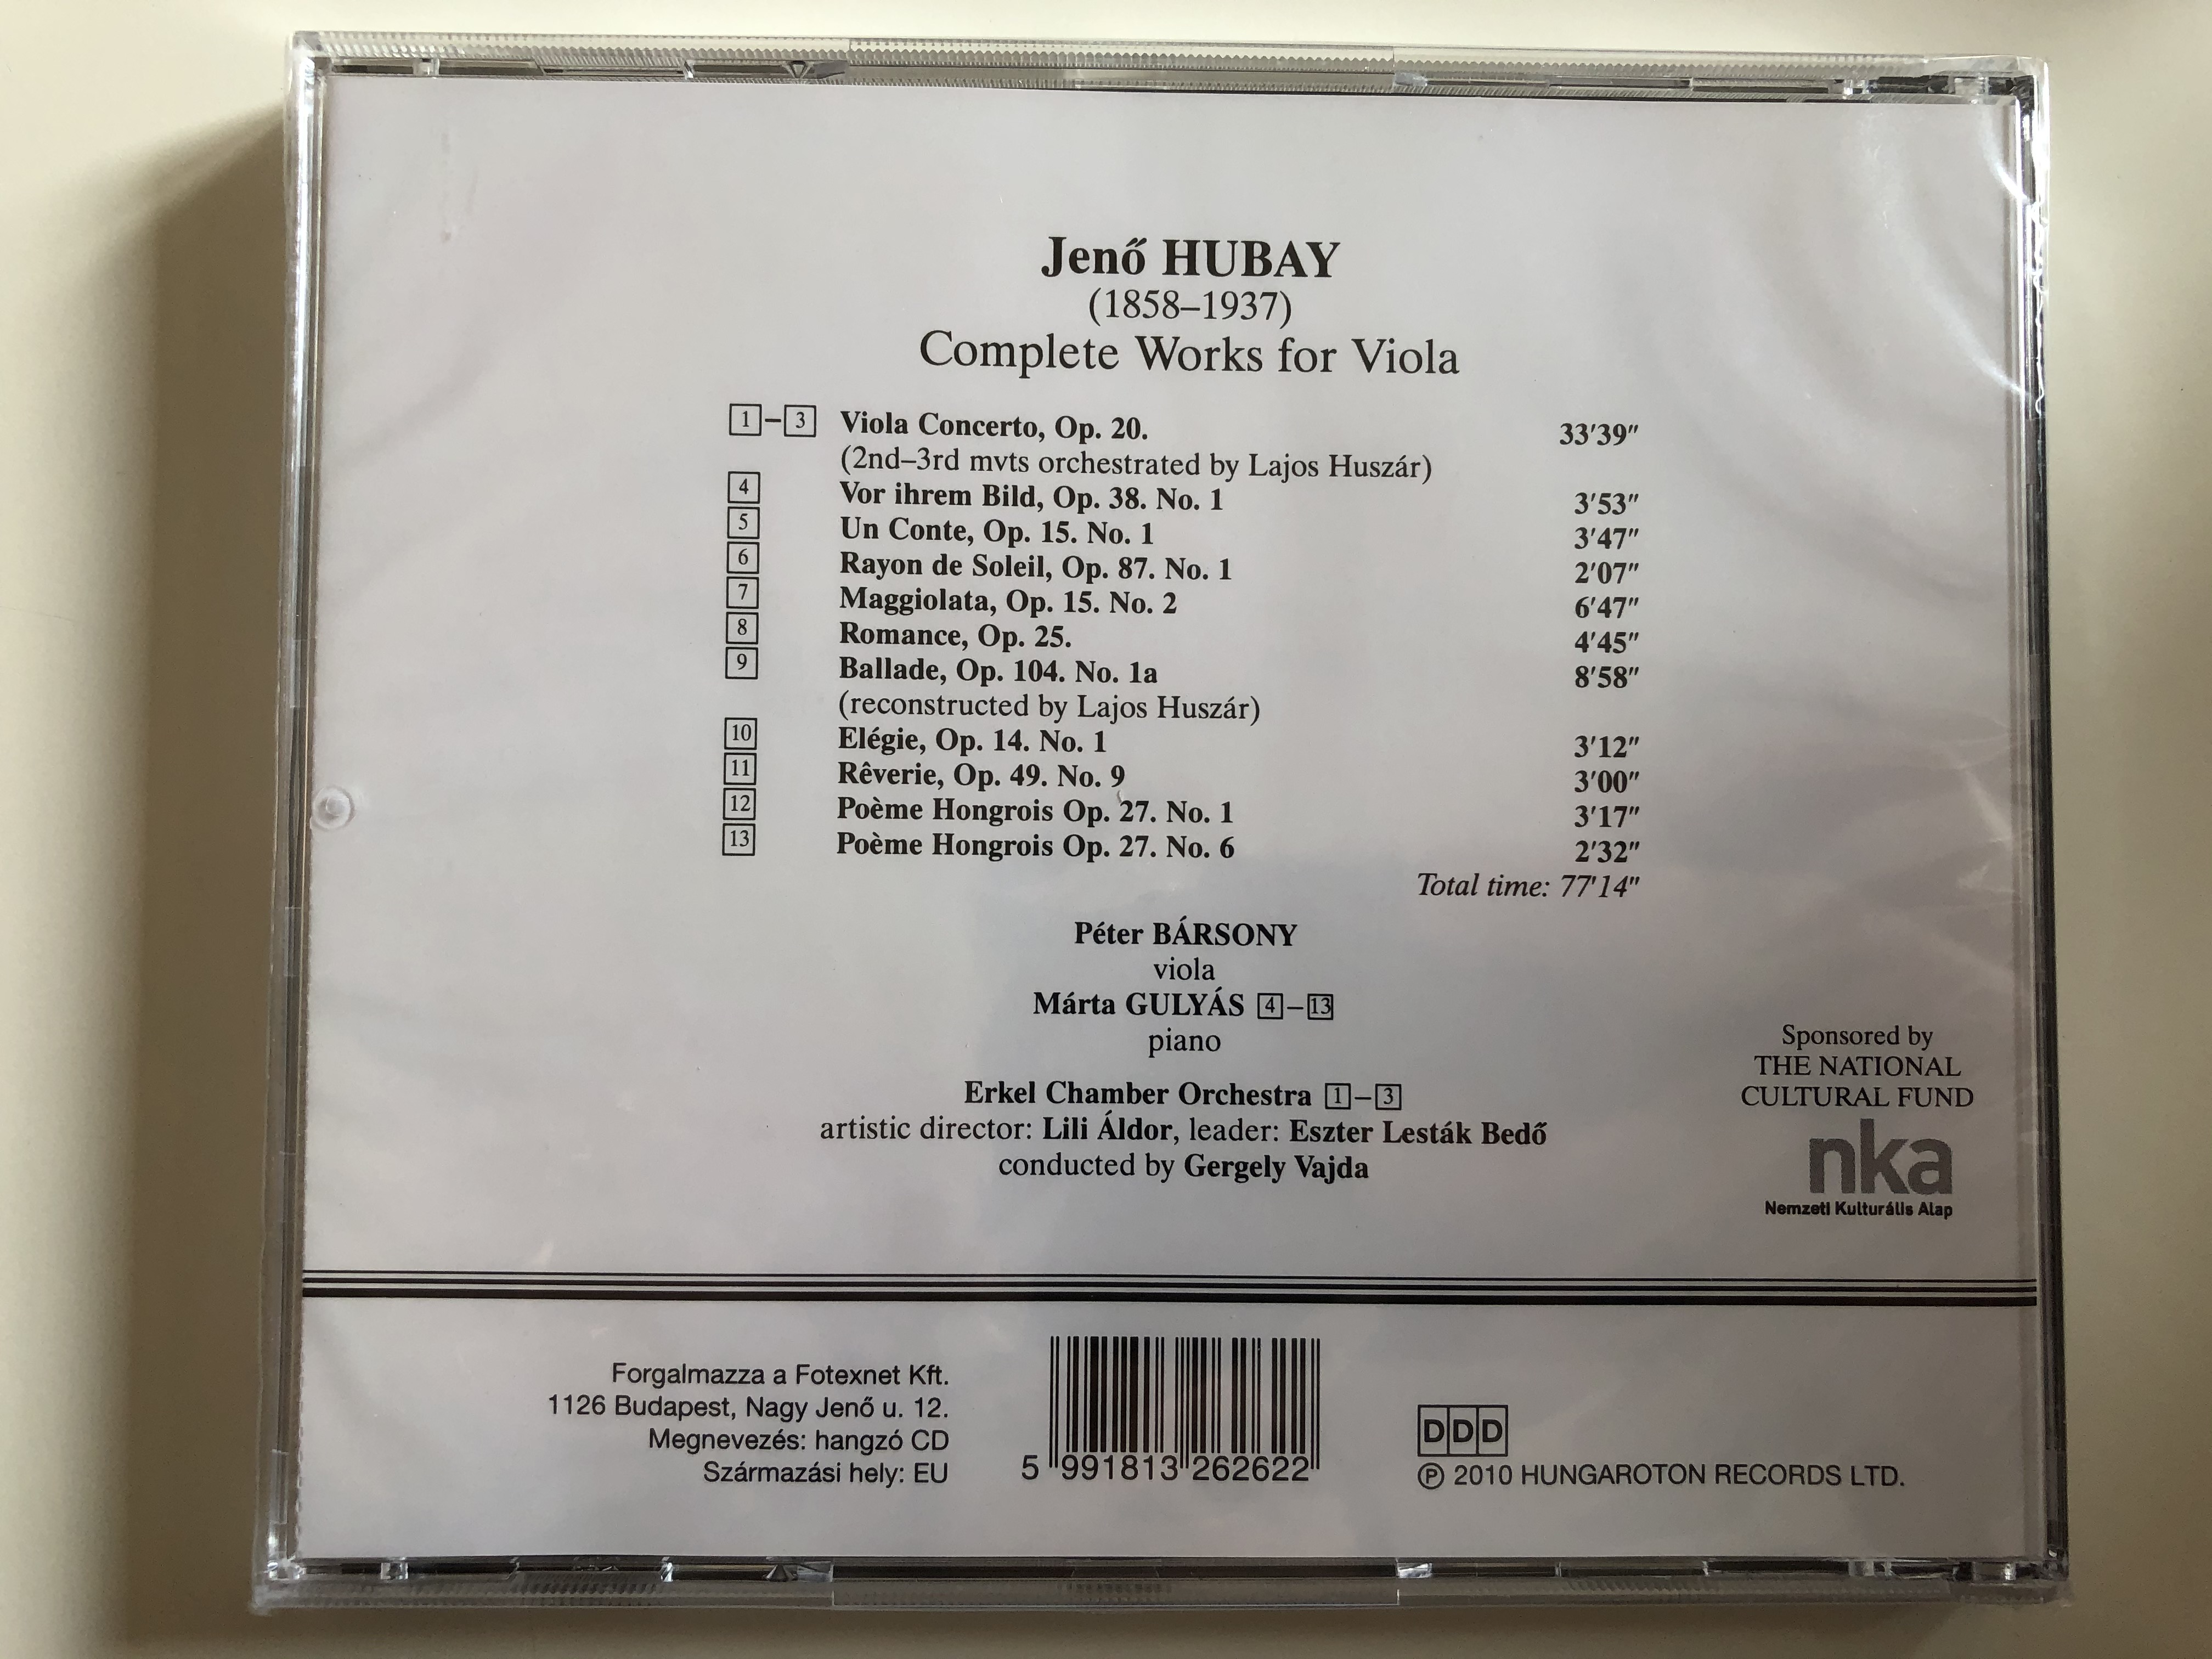 Jenő HUBAY
(1858–1937)
Complete Works for Viola
1–3 Viola Concerto, Op. 20. 33'39"
(2nd–3rd mvts orchestrated by Lajos Huszár)
4 Vor ihrem Bild, Op. 38. No. 1 3'53"
5 Un Conte, Op. 15. No. 1 3'47"
6 Rayon de Soleil, Op. 87. No. 1 2'07"
7 Maggiolata, Op. 15. No. 2 6'47"
8 Romance, Op. 25. 4'45"
9 Ballade, Op. 104. No. 1a 8'58"
(reconstructed by Lajos Huszár)
10 Elégie, Op. 14. No. 1 3'12"
11 Rêverie, Op. 49. No. 9 3'00"
12 Poème Hongrois Op. 27. No. 1 3'17"
13 Poème Hongrois Op. 27. No. 6 2'32"
Total time: 77'14"
Péter BÁRSONY
viola
Márta GULYÁS 4–13
piano
Erkel Chamber Orchestra 1–3
artistic director: Lili Áldor, leader: Eszter Lesták Bedő
conducted by Gergely Vajda
Sponsored by
THE NATIONAL
CULTURAL FUND
nka
Nemzeti Kulturális Alap
Forgalmazza a Fotexnet Kft.
1126 Budapest, Nagy Jenő u. 12.
Megnevezés: hangzó CD
Származási hely: EU
5 991813 262622
DDD
℗ 2010 HUNGAROTON RECORDS LTD.